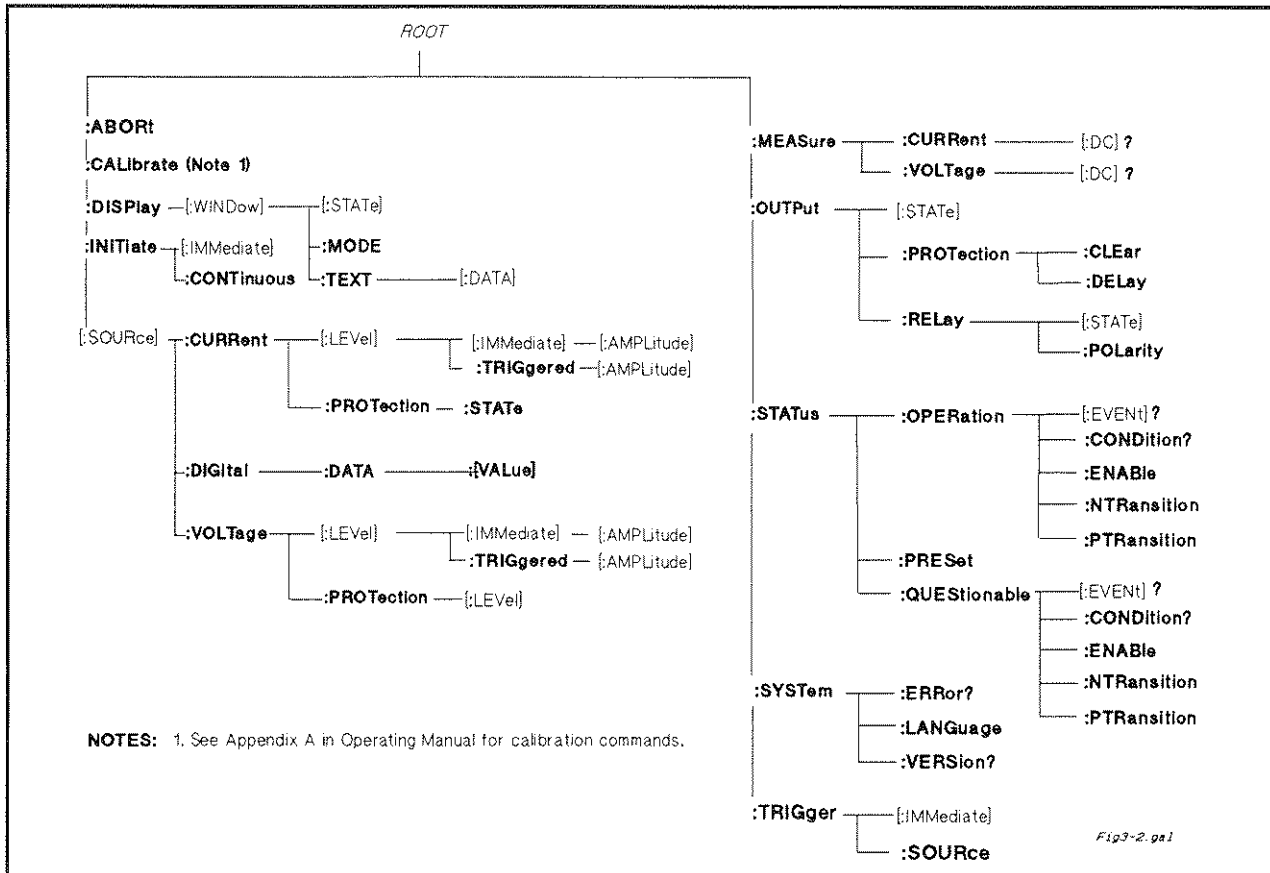 ROOT
:ABORt
:CALibrate (Note 1)
:DISPlay [:WINDow] [:STATe]
:MODE
:TEXT [:DATA]
:INITiate [:IMMediate]
:CONTinuous
[:SOURce] :CURRent [:LEVel] [:IMMediate] [:AMPLitude]
:TRIGgered [:AMPLitude]
:PROTection :STATe
:DIGital :DATA :[VALue]
:VOLTage [:LEVel] [:IMMediate] [:AMPLitude]
:TRIGgered [:AMPLitude]
:PROTection [:LEVel]
NOTES: 1. See Appendix A in Operating Manual for calibration commands.
:MEASure :CURRent [:DC] ?
:VOLTage [:DC] ?
:OUTPut [:STATe]
:PROTection :CLEar
:DELay
:RELay [:STATe]
:POLarity
:STATus :OPERation [:EVENt] ?
:CONDition?
:ENABle
:NTRansition
:PTRansition
:PRESet
:QUEStionable [:EVENt] ?
:CONDition?
:ENABle
:NTRansition
:PTRansition
:SYSTem :ERRor?
:LANGuage
:VERSion?
:TRIGger [:IMMediate]
:SOURce
Fig3-2.gal